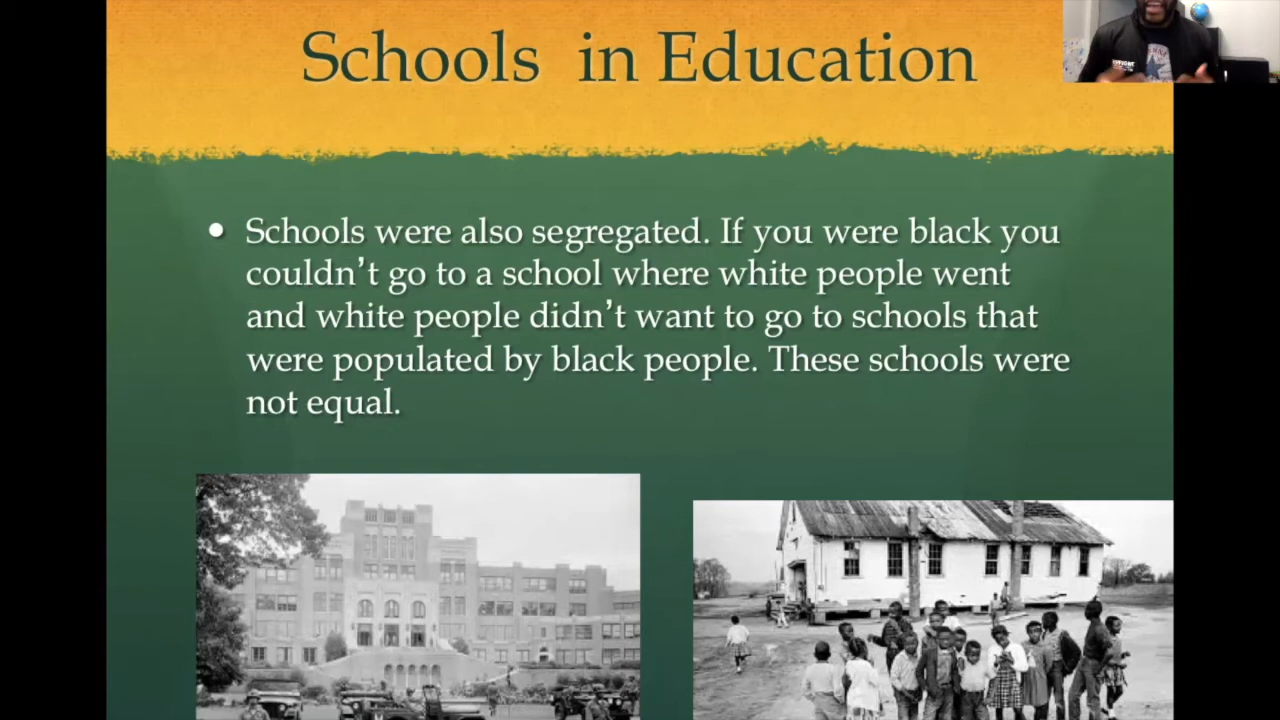 Schools in Education
• Schools were also segregated. If you were black you
couldn’t go to a school where white people went
and white people didn’t want to go to schools that
were populated by black people. These schools were
not equal.